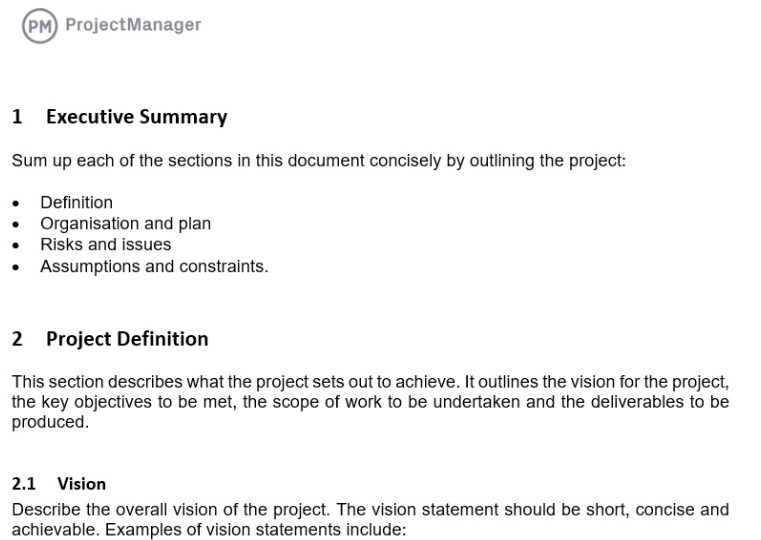 PM ProjectManager
1 Executive Summary
Sum up each of the sections in this document concisely by outlining the project:
• Definition
• Organisation and plan
• Risks and issues
• Assumptions and constraints.
2 Project Definition
This section describes what the project sets out to achieve. It outlines the vision for the project,
the key objectives to be met, the scope of work to be undertaken and the deliverables to be
produced.
2.1 Vision
Describe the overall vision of the project. The vision statement should be short, concise and
achievable. Examples of vision statements include: